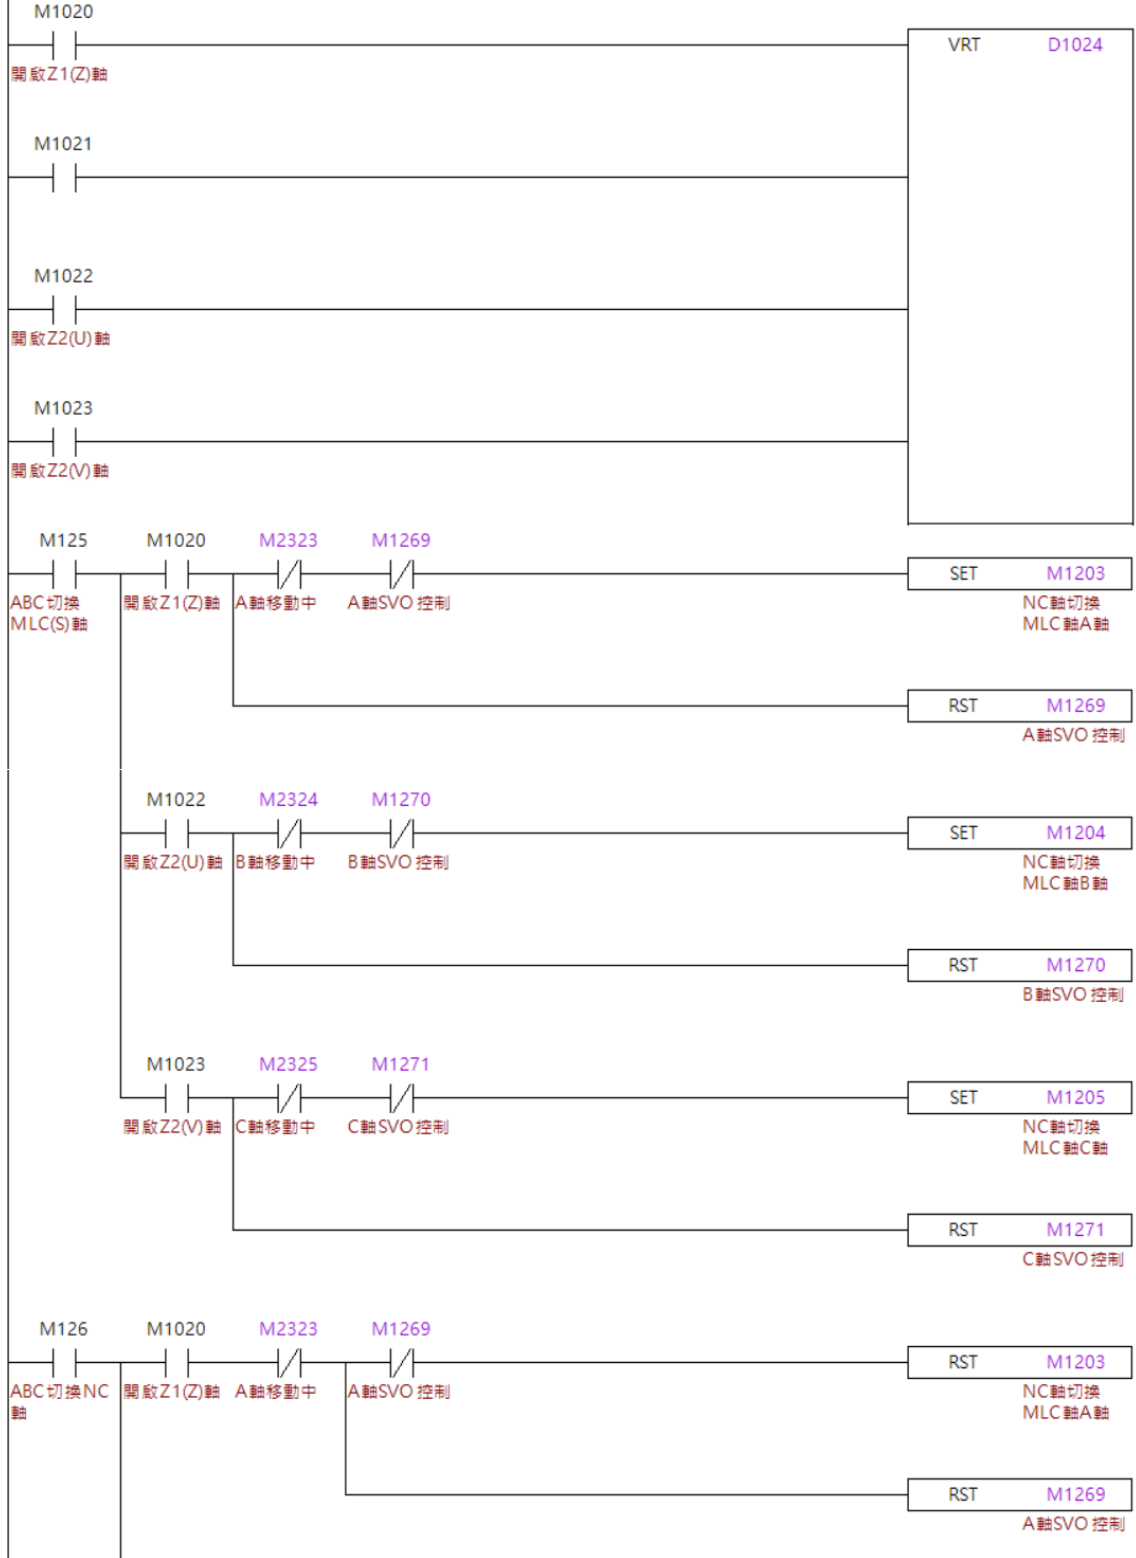 M1020
VRT D1024
開啟Z1(Z)軸
M1021
M1022
開啟Z2(U)軸
M1023
開啟Z2(V)軸
M125 M1020 M2323 M1269
SET M1203
ABC切換 開啟Z1(Z)軸 A軸移動中 A軸SVO控制 NC軸切換
MLC(S)軸 MLC軸A軸
RST M1269
A軸SVO控制
M1022 M2324 M1270
SET M1204
開啟Z2(U)軸 B軸移動中 B軸SVO控制 NC軸切換
MLC軸B軸
RST M1270
B軸SVO控制
M1023 M2325 M1271
SET M1205
開啟Z2(V)軸 C軸移動中 C軸SVO控制 NC軸切換
MLC軸C軸
RST M1271
C軸SVO控制
M126 M1020 M2323 M1269
RST M1203
ABC切換NC 開啟Z1(Z)軸 A軸移動中 A軸SVO控制 NC軸切換
軸 MLC軸A軸
RST M1269
A軸SVO控制